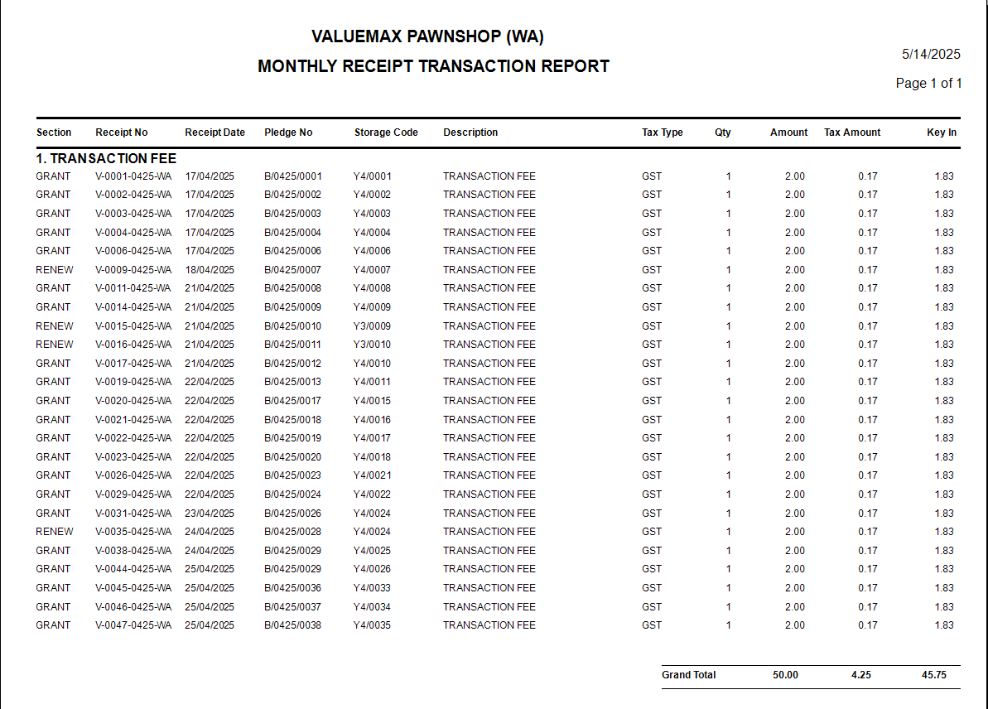 VALUEMAX PAWNSHOP (WA)
MONTHLY RECEIPT TRANSACTION REPORT
5/14/2025
Page 1 of 1
Section Receipt No Receipt Date Pledge No Storage Code Description Tax Type Qty Amount Tax Amount Key In
1. TRANSACTION FEE
GRANT V-0001-0425-WA 17/04/2025 B/0425/0001 Y4/0001 TRANSACTION FEE GST 1 2.00 0.17 1.83
GRANT V-0002-0425-WA 17/04/2025 B/0425/0002 Y4/0002 TRANSACTION FEE GST 1 2.00 0.17 1.83
GRANT V-0003-0425-WA 17/04/2025 B/0425/0003 Y4/0003 TRANSACTION FEE GST 1 2.00 0.17 1.83
GRANT V-0004-0425-WA 17/04/2025 B/0425/0004 Y4/0004 TRANSACTION FEE GST 1 2.00 0.17 1.83
GRANT V-0006-0425-WA 17/04/2025 B/0425/0006 Y4/0006 TRANSACTION FEE GST 1 2.00 0.17 1.83
RENEW V-0009-0425-WA 18/04/2025 B/0425/0007 Y4/0007 TRANSACTION FEE GST 1 2.00 0.17 1.83
GRANT V-0011-0425-WA 21/04/2025 B/0425/0008 Y4/0008 TRANSACTION FEE GST 1 2.00 0.17 1.83
GRANT V-0014-0425-WA 21/04/2025 B/0425/0009 Y4/0009 TRANSACTION FEE GST 1 2.00 0.17 1.83
RENEW V-0015-0425-WA 21/04/2025 B/0425/0010 Y3/0009 TRANSACTION FEE GST 1 2.00 0.17 1.83
RENEW V-0016-0425-WA 21/04/2025 B/0425/0011 Y3/0010 TRANSACTION FEE GST 1 2.00 0.17 1.83
GRANT V-0017-0425-WA 21/04/2025 B/0425/0012 Y4/0010 TRANSACTION FEE GST 1 2.00 0.17 1.83
GRANT V-0019-0425-WA 22/04/2025 B/0425/0013 Y4/0011 TRANSACTION FEE GST 1 2.00 0.17 1.83
GRANT V-0020-0425-WA 22/04/2025 B/0425/0017 Y4/0015 TRANSACTION FEE GST 1 2.00 0.17 1.83
GRANT V-0021-0425-WA 22/04/2025 B/0425/0018 Y4/0016 TRANSACTION FEE GST 1 2.00 0.17 1.83
GRANT V-0022-0425-WA 22/04/2025 B/0425/0019 Y4/0017 TRANSACTION FEE GST 1 2.00 0.17 1.83
GRANT V-0023-0425-WA 22/04/2025 B/0425/0020 Y4/0018 TRANSACTION FEE GST 1 2.00 0.17 1.83
GRANT V-0026-0425-WA 22/04/2025 B/0425/0023 Y4/0021 TRANSACTION FEE GST 1 2.00 0.17 1.83
GRANT V-0029-0425-WA 22/04/2025 B/0425/0024 Y4/0022 TRANSACTION FEE GST 1 2.00 0.17 1.83
GRANT V-0031-0425-WA 23/04/2025 B/0425/0026 Y4/0024 TRANSACTION FEE GST 1 2.00 0.17 1.83
RENEW V-0035-0425-WA 24/04/2025 B/0425/0028 Y4/0024 TRANSACTION FEE GST 1 2.00 0.17 1.83
GRANT V-0038-0425-WA 24/04/2025 B/0425/0029 Y4/0025 TRANSACTION FEE GST 1 2.00 0.17 1.83
GRANT V-0044-0425-WA 25/04/2025 B/0425/0029 Y4/0026 TRANSACTION FEE GST 1 2.00 0.17 1.83
GRANT V-0045-0425-WA 25/04/2025 B/0425/0036 Y4/0033 TRANSACTION FEE GST 1 2.00 0.17 1.83
GRANT V-0046-0425-WA 25/04/2025 B/0425/0037 Y4/0034 TRANSACTION FEE GST 1 2.00 0.17 1.83
GRANT V-0047-0425-WA 25/04/2025 B/0425/0038 Y4/0035 TRANSACTION FEE GST 1 2.00 0.17 1.83
Grand Total 50.00 4.25 45.75